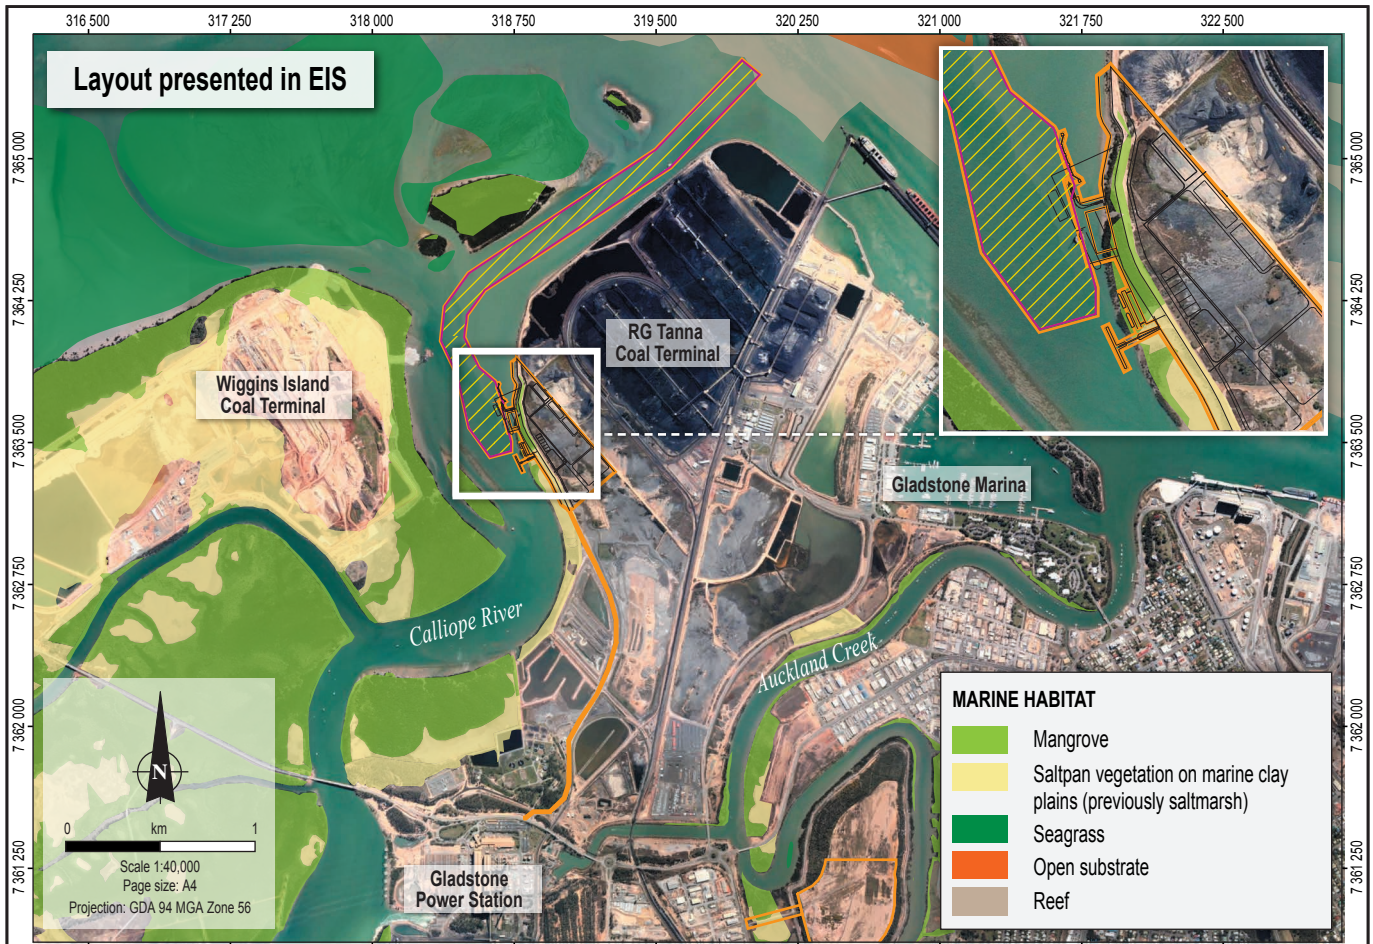 316 500 317 250 318 000 318 750 319 500 320 250 321 000 321 750 322 500
Layout presented in EIS
7 365 000
7 364 250
7 363 500
7 362 750
7 362 000
7 361 250
7 365 000
7 364 250
7 363 500
7 362 750
7 362 000
7 361 250
RG Tanna
Coal Terminal
Wiggins Island
Coal Terminal
Gladstone Marina
Calliope River
Auckland Creek
Gladstone
Power Station
N
0 km 1
Scale 1:40,000
Page size: A4
Projection: GDA 94 MGA Zone 56
MARINE HABITAT
Mangrove
Saltpan vegetation on marine clay
plains (previously saltmarsh)
Seagrass
Open substrate
Reef